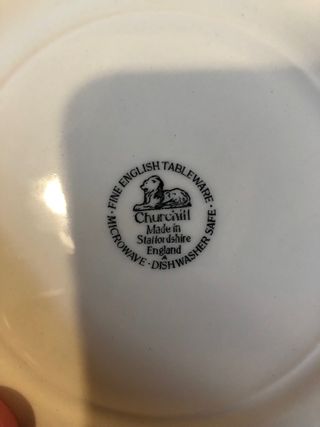 · FINE ENGLISH TABLEWARE ·
Churchill
Made in
Staffordshire
England
MICROWAVE · DISHWASHER SAFE ·